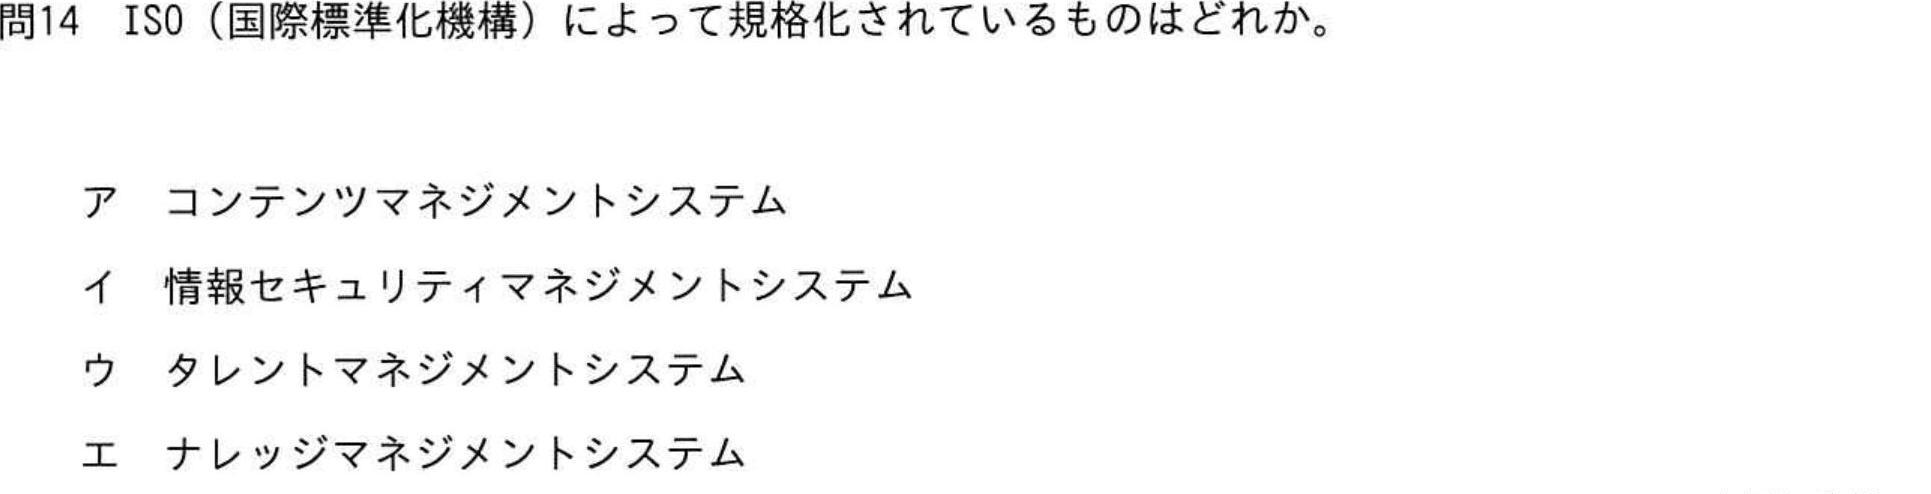 問14　ISO（国際標準化機構）によって規格化されているものはどれか。
ア　コンテンツマネジメントシステム
イ　情報セキュリティマネジメントシステム
ウ　タレントマネジメントシステム
エ　ナレッジマネジメントシステム